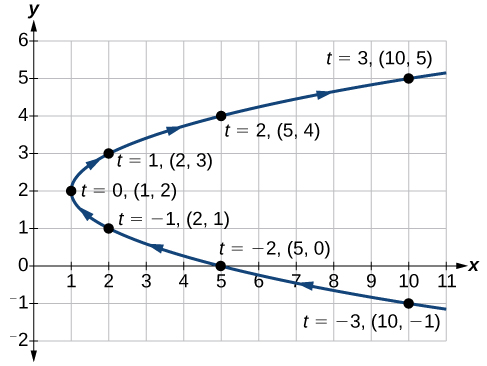 y
6
t = 3, (10, 5)
5
4
t = 2, (5, 4)
3
t = 1, (2, 3)
2
t = 0, (1, 2)
t = −1, (2, 1)
1
t = −2, (5, 0)
0
x
1 2 3 4 5 6 7 8 9 10 11
−1
t = −3, (10, −1)
−2